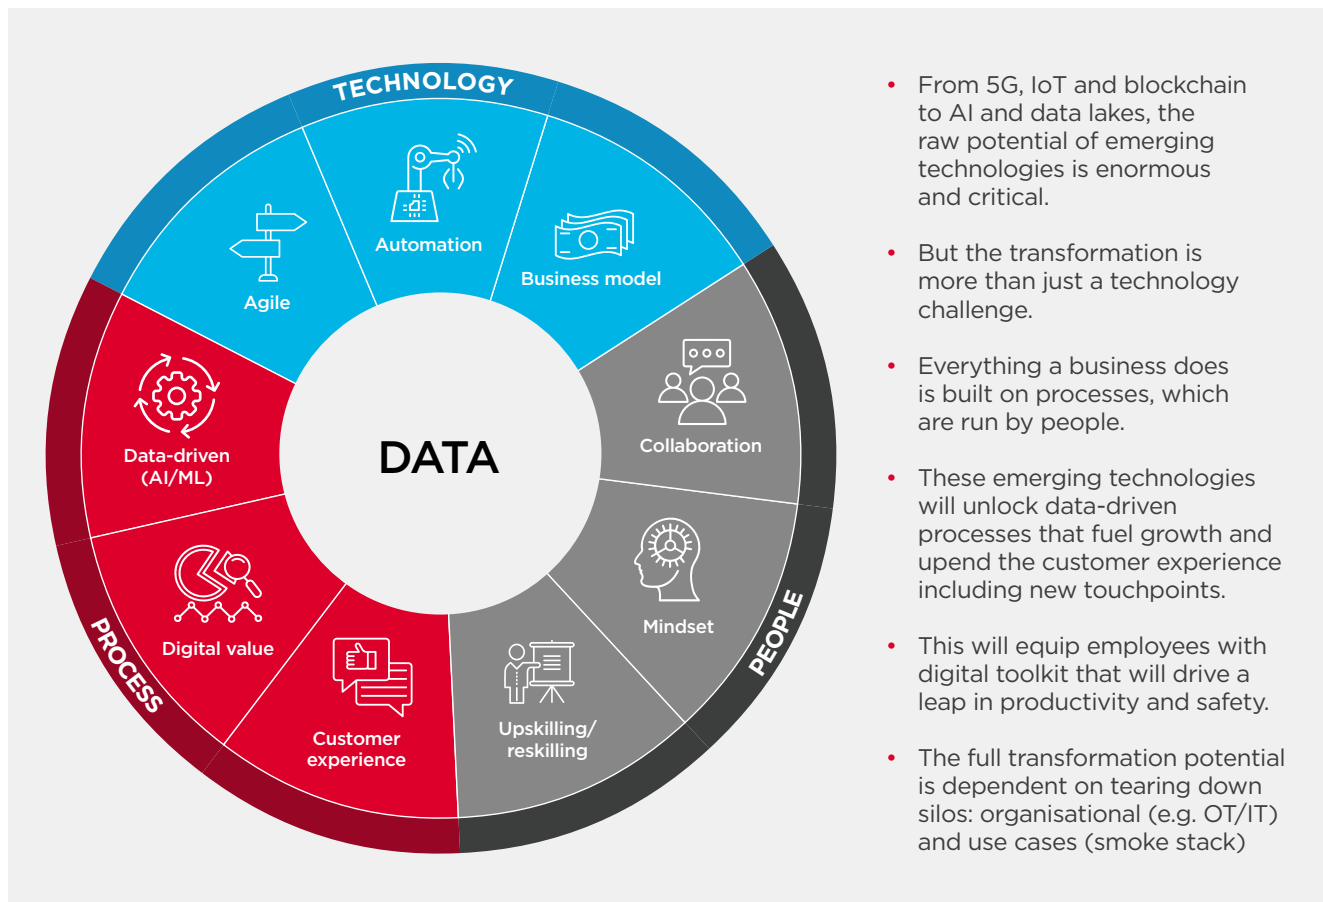 TECHNOLOGY
Automation
Business model
Agile
Collaboration
Data-driven
(AI/ML)
DATA
Mindset
PEOPLE
Digital value
PROCESS
Upskilling/
reskilling
Customer
experience
• From 5G, IoT and blockchain
to AI and data lakes, the
raw potential of emerging
technologies is enormous
and critical.
• But the transformation is
more than just a technology
challenge.
• Everything a business does
is built on processes, which
are run by people.
• These emerging technologies
will unlock data-driven
processes that fuel growth and
upend the customer experience
including new touchpoints.
• This will equip employees with
digital toolkit that will drive a
leap in productivity and safety.
• The full transformation potential
is dependent on tearing down
silos: organisational (e.g. OT/IT)
and use cases (smoke stack)